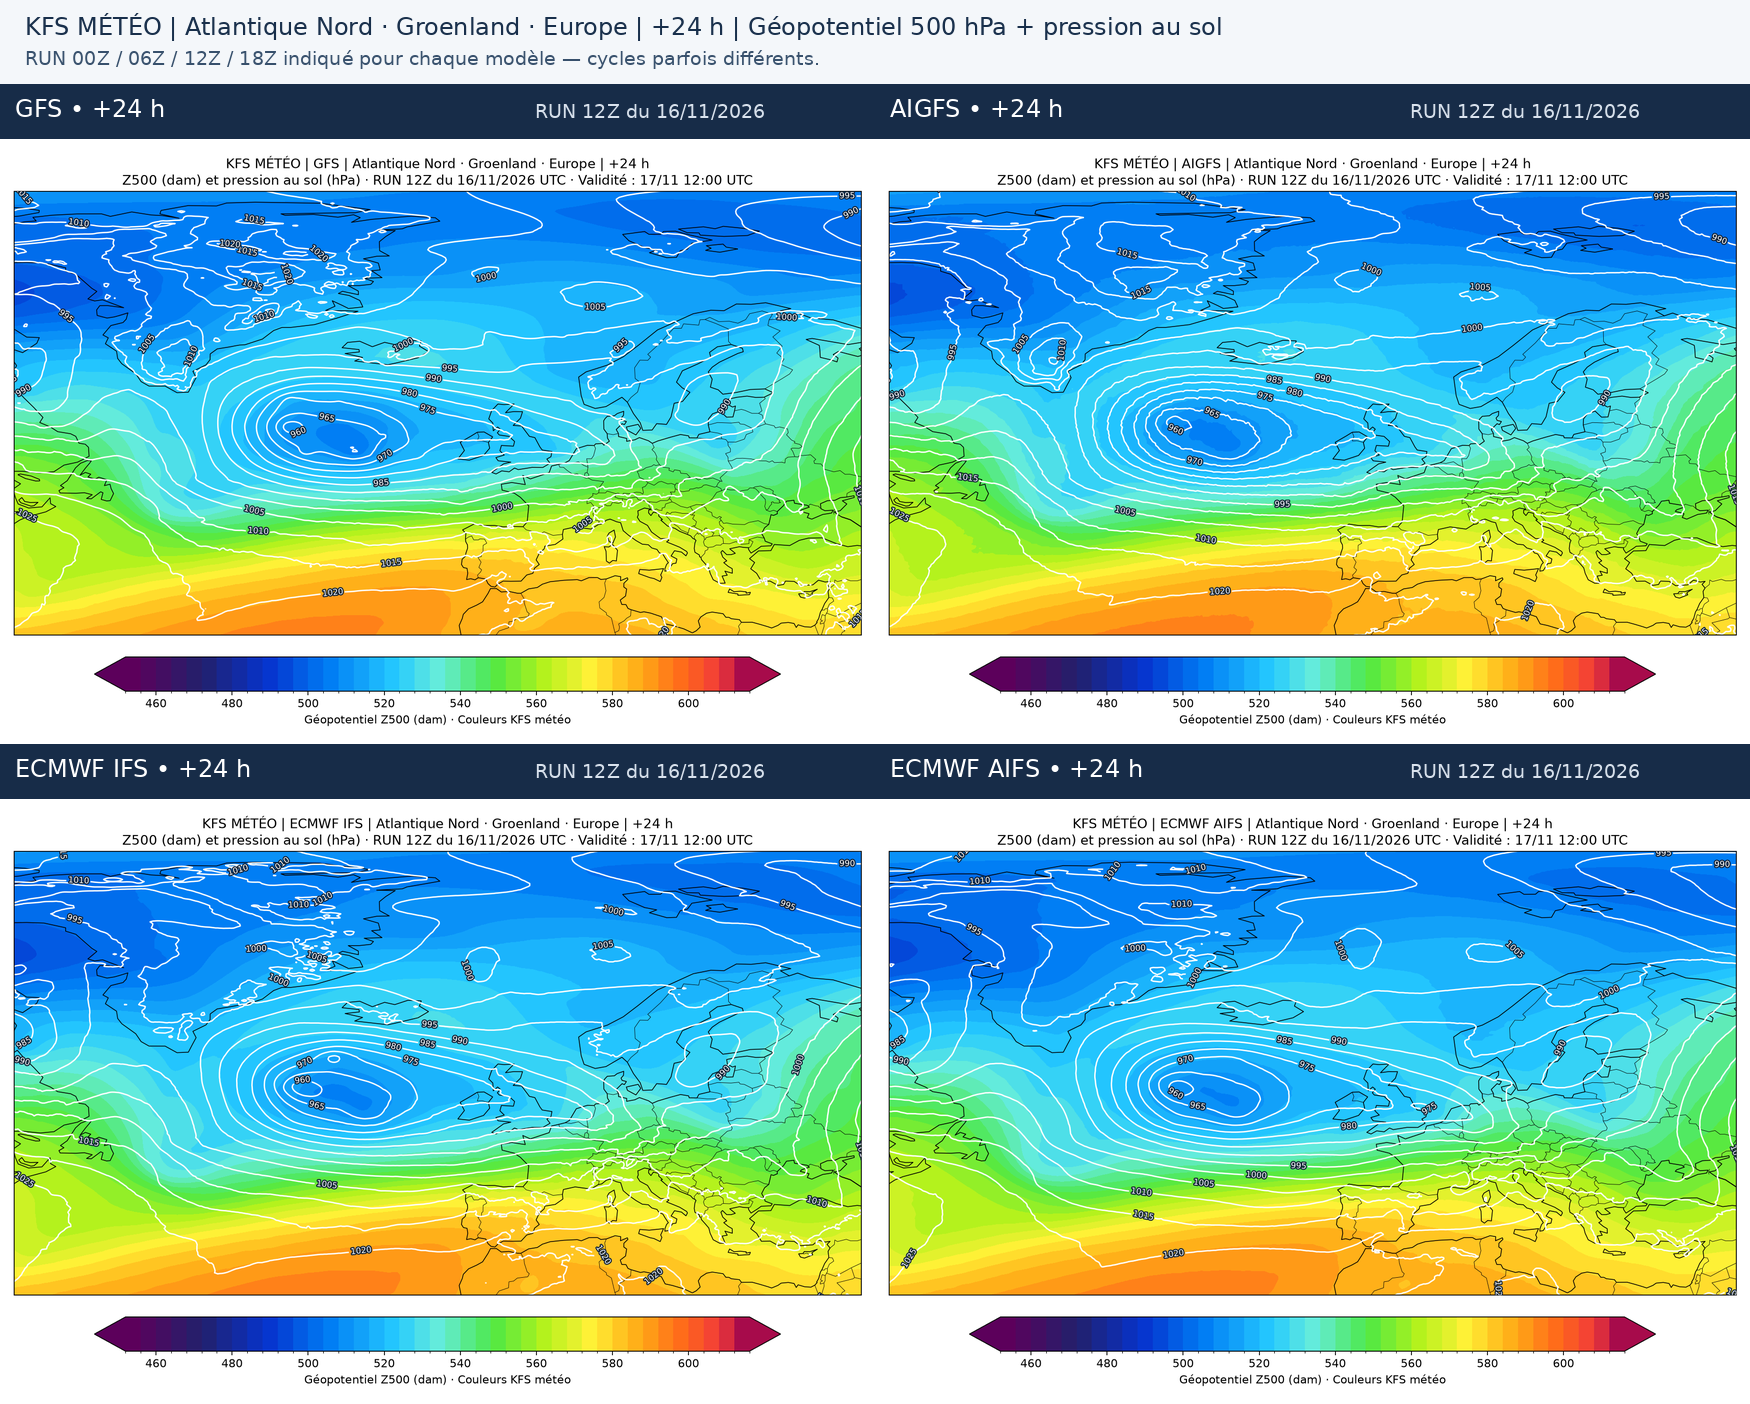 KFS MÉTÉO | Atlantique Nord · Groenland · Europe | +24 h | Géopotentiel 500 hPa + pression au sol
RUN 00Z / 06Z / 12Z / 18Z indiqué pour chaque modèle — cycles parfois différents.
GFS • +24 h
RUN 12Z du 16/11/2026
AIGFS • +24 h
RUN 12Z du 16/11/2026
KFS MÉTÉO | GFS | Atlantique Nord · Groenland · Europe | +24 h
Z500 (dam) et pression au sol (hPa) · RUN 12Z du 16/11/2026 UTC · Validité : 17/11 12:00 UTC
KFS MÉTÉO | AIGFS | Atlantique Nord · Groenland · Europe | +24 h
Z500 (dam) et pression au sol (hPa) · RUN 12Z du 16/11/2026 UTC · Validité : 17/11 12:00 UTC
460 480 500 520 540 560 580 600
Géopotentiel Z500 (dam) · Couleurs KFS météo
460 480 500 520 540 560 580 600
Géopotentiel Z500 (dam) · Couleurs KFS météo
ECMWF IFS • +24 h
RUN 12Z du 16/11/2026
ECMWF AIFS • +24 h
RUN 12Z du 16/11/2026
KFS MÉTÉO | ECMWF IFS | Atlantique Nord · Groenland · Europe | +24 h
Z500 (dam) et pression au sol (hPa) · RUN 12Z du 16/11/2026 UTC · Validité : 17/11 12:00 UTC
KFS MÉTÉO | ECMWF AIFS | Atlantique Nord · Groenland · Europe | +24 h
Z500 (dam) et pression au sol (hPa) · RUN 12Z du 16/11/2026 UTC · Validité : 17/11 12:00 UTC
460 480 500 520 540 560 580 600
Géopotentiel Z500 (dam) · Couleurs KFS météo
460 480 500 520 540 560 580 600
Géopotentiel Z500 (dam) · Couleurs KFS météo